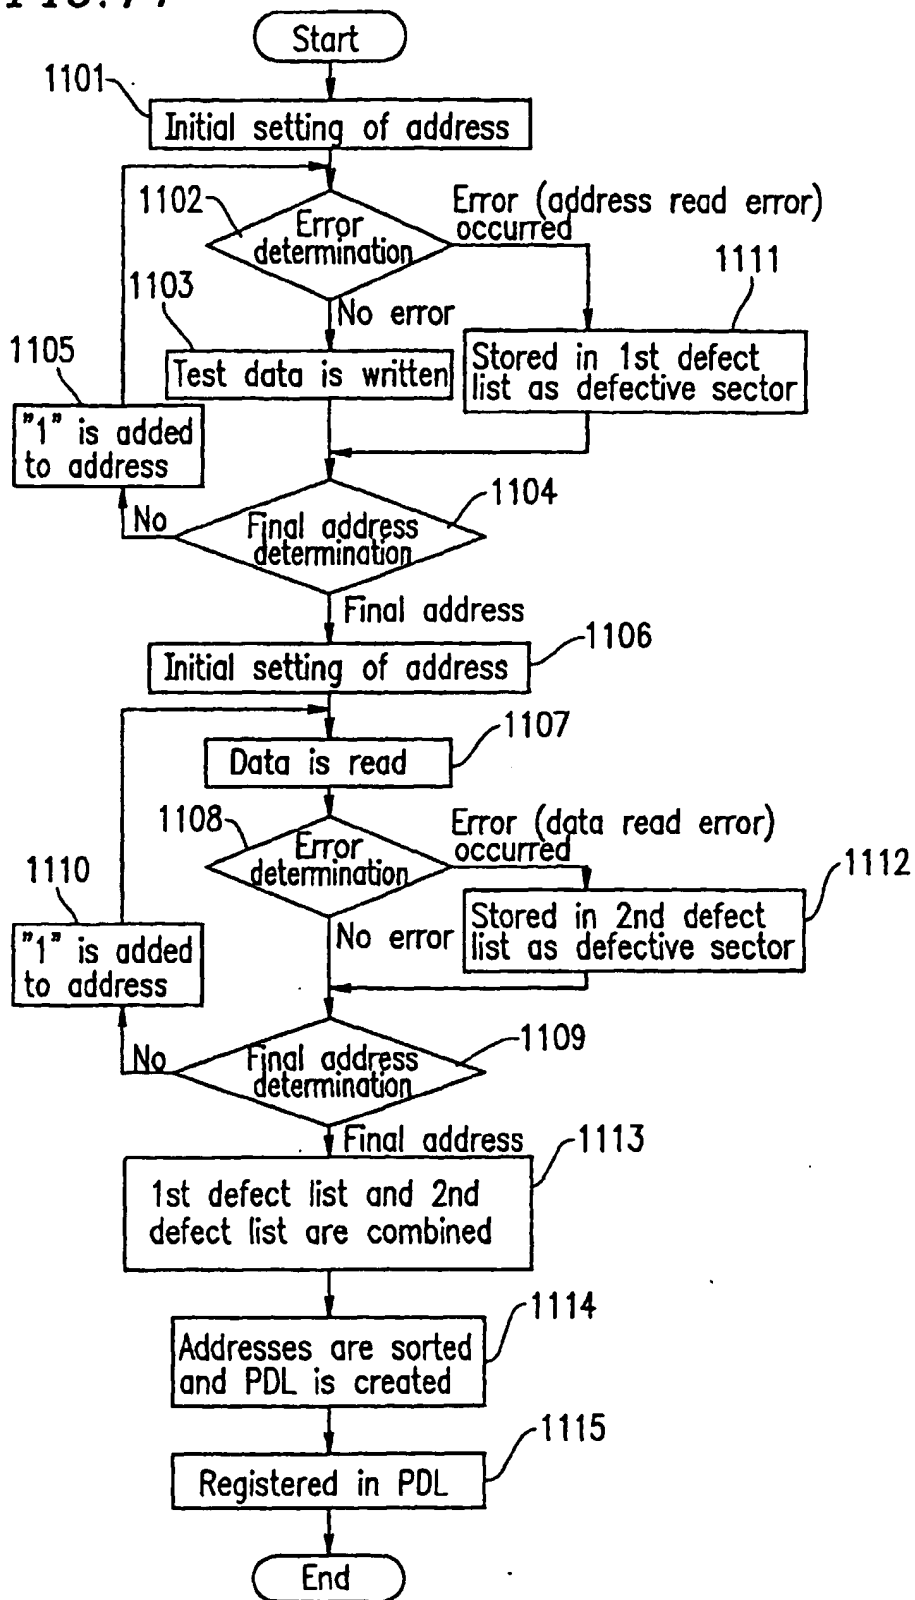 Start
1101
Initial setting of address
1102
Error
determination
Error (address read error)
occurred
1111
1103
No error
1105
Test data is written
Stored in 1st defect
list as defective sector
"1" is added
to address
1104
No
Final address
determination
Final address
1106
Initial setting of address
1107
Data is read
1108
Error
determination
Error (data read error)
occurred
1112
1110
No error
Stored in 2nd defect
list as defective sector
"1" is added
to address
1109
No
Final address
determination
Final address
1113
1st defect list and 2nd
defect list are combined
1114
Addresses are sorted
and PDL is created
1115
Registered in PDL
End